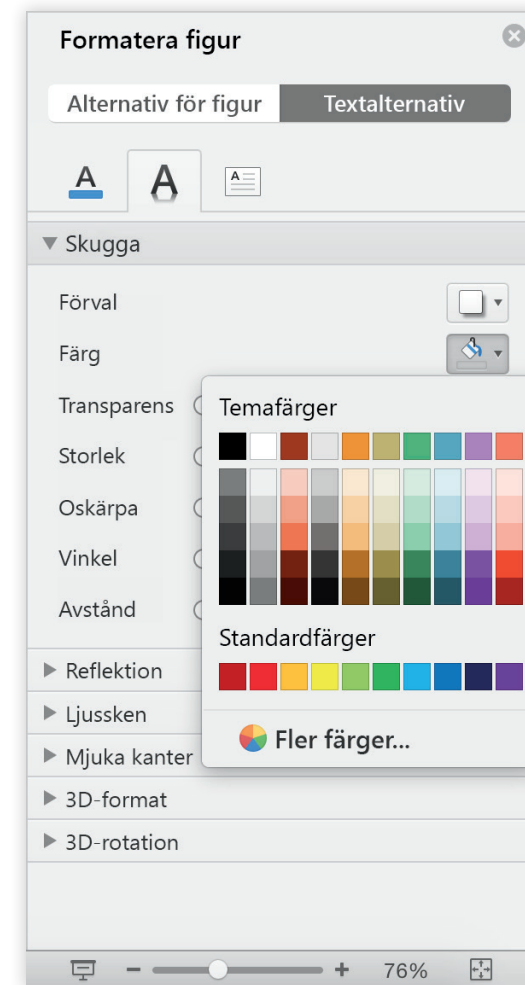 Formatera figur
Alternativ för figur Textalternativ
A A A
Skugga
Förval
Färg
Transparens
Storlek
Oskärpa
Vinkel
Avstånd
Temafärger
Standardfärger
Fler färger...
Reflektion
Ljussken
Mjuka kanter
3D-format
3D-rotation
76%